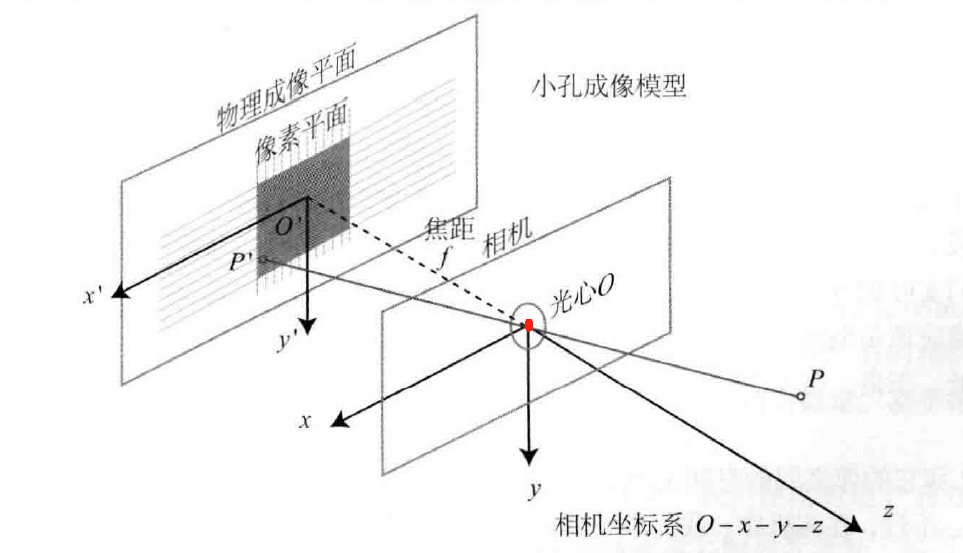 小孔成像模型
物理成像平面
像素平面
O'
焦距
f
相机
P'
x'
y'
光心O
x
y
P
z
相机坐标系 O－x－y－z